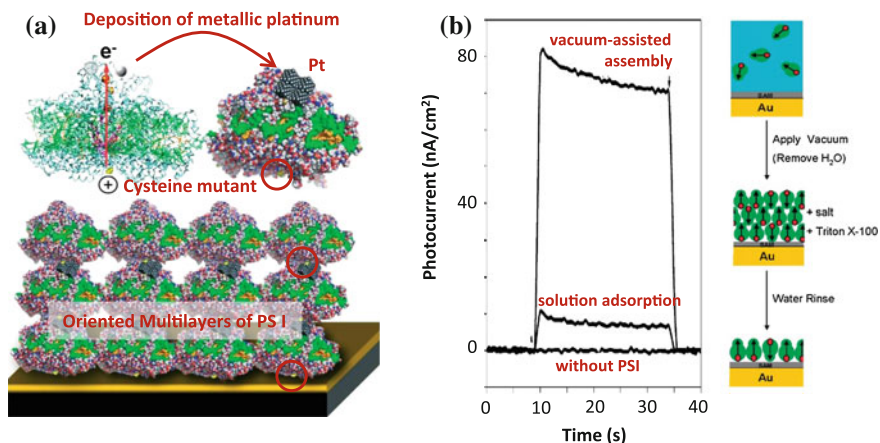 (a)
Deposition of metallic platinum
e-
Pt
+
Cysteine mutant
Oriented Multilayers of PS I
(b)
Photocurrent (nA/cm2)
80
40
0
vacuum-assisted
assembly
solution adsorption
without PSI
0
10
20
30
40
Time (s)
SAM
Au
Apply Vacuum
(Remove H2O)
+ salt
+ Triton X-100
SAM
Au
Water Rinse
SAM
Au